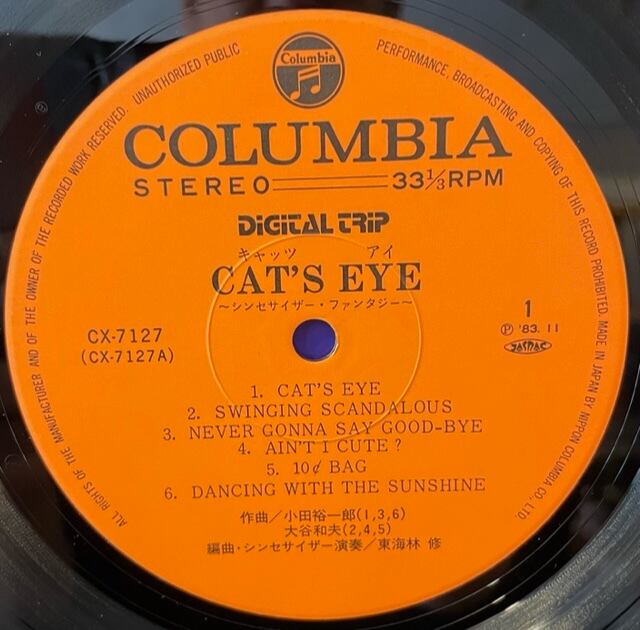 Columbia
ALL RIGHTS OF THE MANUFACTURER AND OF THE OWNER OF THE RECORDED WORK RESERVED. UNAUTHORIZED PUBLIC PERFORMANCE, BROADCASTING AND COPYING OF THIS RECORD PROHIBITED. MADE IN JAPAN BY NIPPON COLUMBIA CO., LTD.
COLUMBIA
STEREO 33⅓RPM
DIGITAL TRIP
キャッツ アイ
CAT'S EYE
〜シンセサイザー・ファンタジー〜
CX-7127
(CX-7127A)
1
Ⓟ '83. 11
JASRAC
1. CAT'S EYE
2. SWINGING SCANDALOUS
3. NEVER GONNA SAY GOOD-BYE
4. AIN'T I CUTE ?
5. 10¢ BAG
6. DANCING WITH THE SUNSHINE
作曲／小田裕一郎(1,3,6)
大谷和夫(2,4,5)
編曲・シンセサイザー演奏／東海林 修